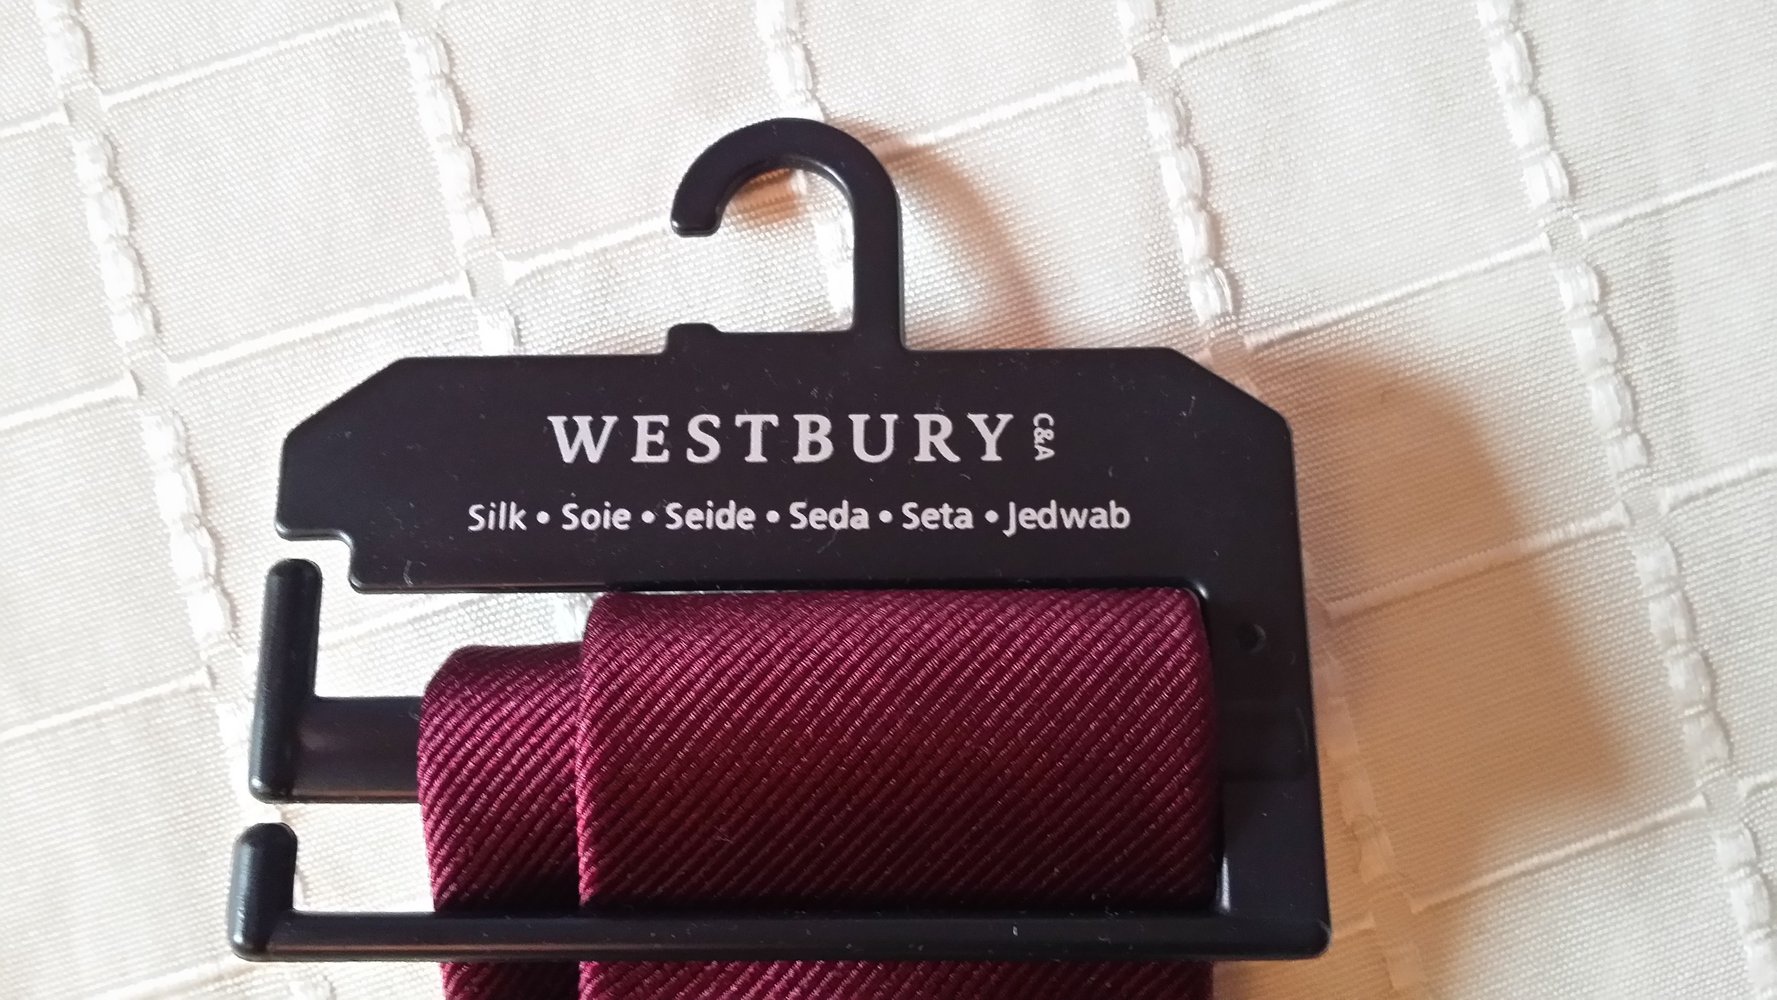 WESTBURY C&A
Silk • Soie • Seide • Seda • Seta • Jedwab